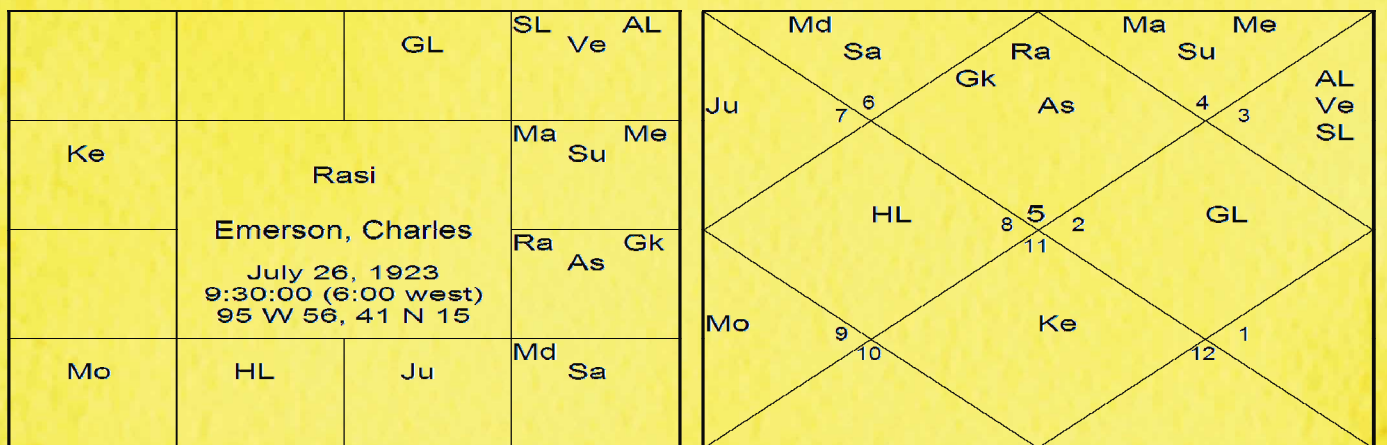 GL
SL AL
Ve
Ke
Rasi
Emerson, Charles
July 26, 1923
9:30:00 (6:00 west)
95 W 56, 41 N 15
Ma Me
Su
Ra Gk
As
Mo
HL
Ju
Md
Sa
Md
Sa
Ra
Gk
As
Ma Me
Su
Ju
6
7
4
3
AL
Ve
SL
HL
8
5
2
11
GL
Mo
9
10
Ke
1
12